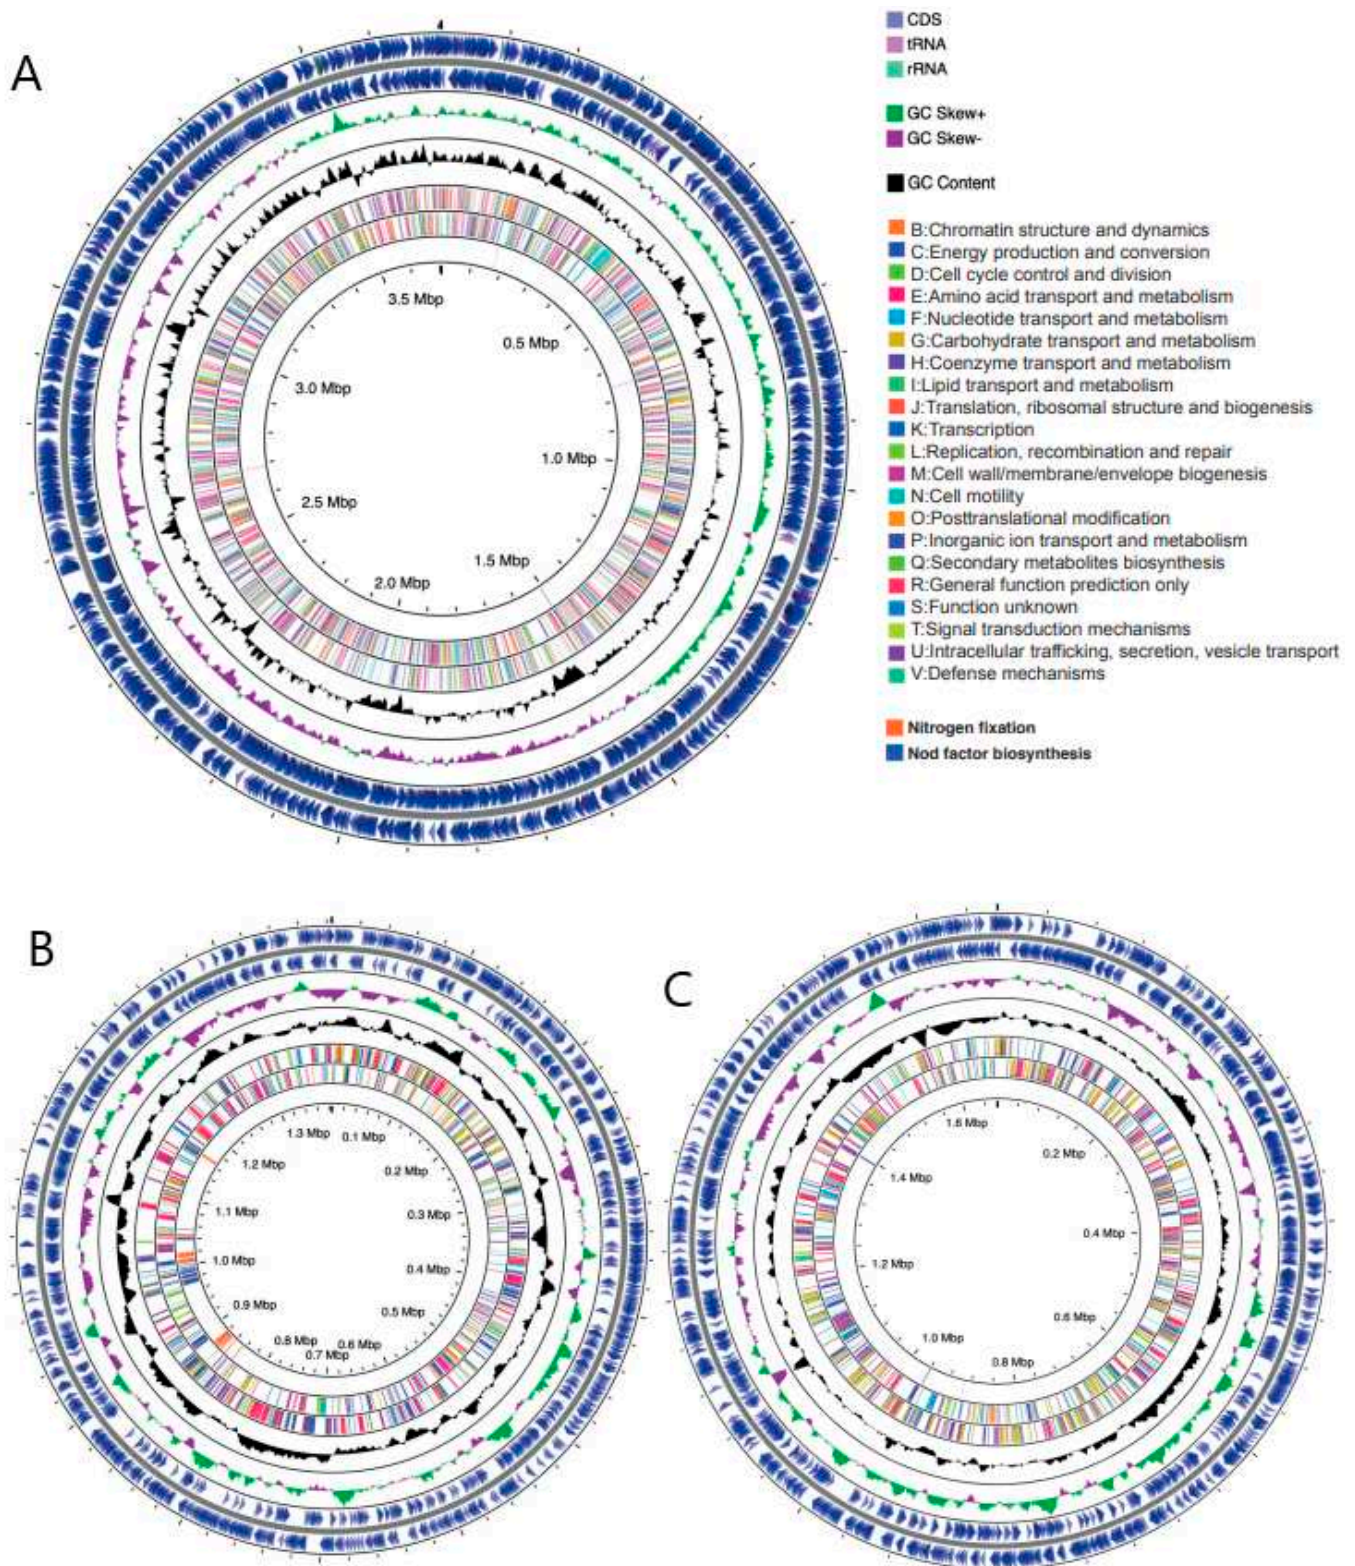 A
CDS
tRNA
rRNA
GC Skew+
GC Skew-
GC Content
B:Chromatin structure and dynamics
C:Energy production and conversion
D:Cell cycle control and division
E:Amino acid transport and metabolism
F:Nucleotide transport and metabolism
G:Carbohydrate transport and metabolism
H:Coenzyme transport and metabolism
I:Lipid transport and metabolism
J:Translation, ribosomal structure and biogenesis
K:Transcription
L:Replication, recombination and repair
M:Cell wall/membrane/envelope biogenesis
N:Cell motility
O:Posttranslational modification
P:Inorganic ion transport and metabolism
Q:Secondary metabolites biosynthesis
R:General function prediction only
S:Function unknown
T:Signal transduction mechanisms
U:Intracellular trafficking, secretion, vesicle transport
V:Defense mechanisms
Nitrogen fixation
Nod factor biosynthesis
3.5 Mbp
0.5 Mbp
3.0 Mbp
1.0 Mbp
2.5 Mbp
1.5 Mbp
2.0 Mbp
B
1.3 Mbp
0.1 Mbp
1.2 Mbp
0.2 Mbp
1.1 Mbp
0.3 Mbp
1.0 Mbp
0.4 Mbp
0.9 Mbp
0.5 Mbp
0.8 Mbp
0.6 Mbp
0.7 Mbp
C
1.6 Mbp
0.2 Mbp
1.4 Mbp
0.4 Mbp
1.2 Mbp
0.6 Mbp
1.0 Mbp
0.8 Mbp